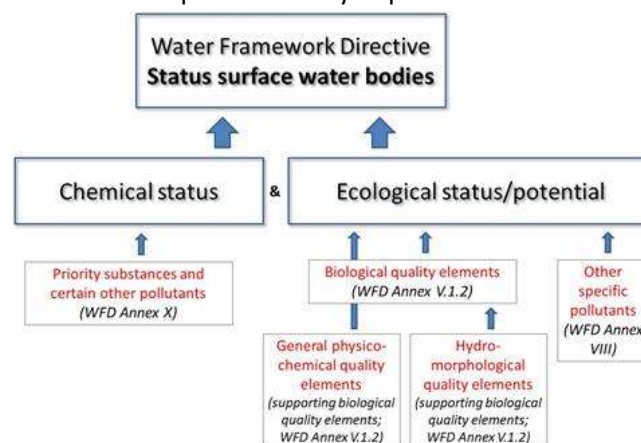 Water Framework Directive
Status surface water bodies
Chemical status
&
Ecological status/potential
Priority substances and
certain other pollutants
(WFD Annex X)
Biological quality elements
(WFD Annex V.1.2)
Other
specific
pollutants
(WFD Annex
VIII)
General physico-
chemical quality
elements
(supporting biological
quality elements;
WFD Annex V.1.2)
Hydro-
morphological
quality elements
(supporting biological
quality elements;
WFD Annex V.1.2)